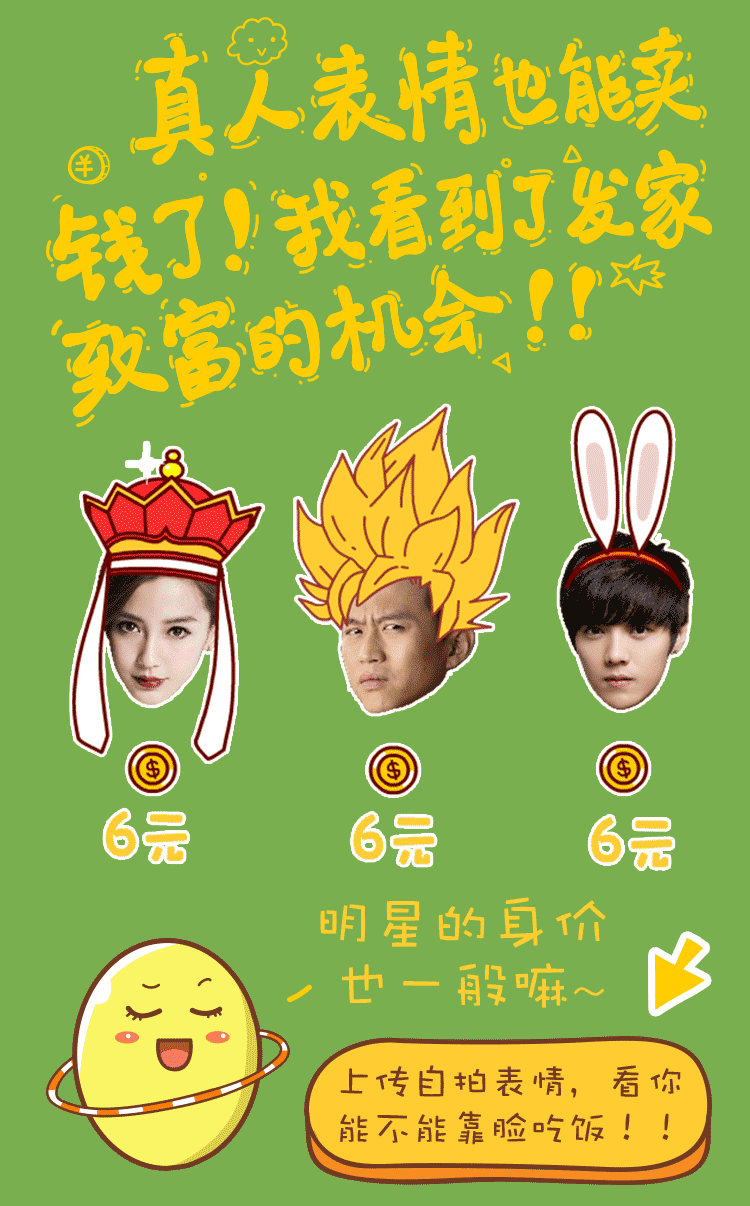 真人表情也能卖
钱了！我看到了发家
致富的机会！！
6元 6元 6元
明星的身价
也一般嘛~
上传自拍表情，看你
能不能靠脸吃饭！！